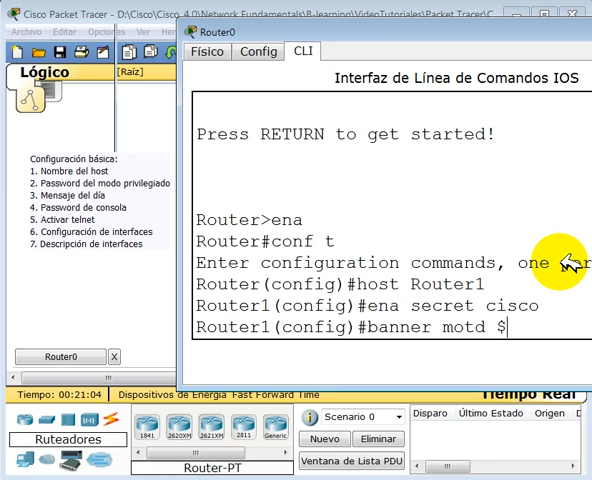 Cisco Packet Tracer - D:\Cisco\Cisco_4.0\Network Fundamentals\B-learning\VideoTutoriales\Packet Tracer\C
Archivo Editar Opciones Ver
Router0
Físico Config CLI
Lógico
[Raíz]
Interfaz de Línea de Comandos IOS
Press RETURN to get started!
Configuración básica:
1. Nombre del host
2. Password del modo privilegiado
3. Mensaje del día
4. Password de consola
5. Activar telnet
6. Configuración de interfaces
7. Descripción de interfaces
Router>ena
Router#conf t
Enter configuration commands, one per
Router(config)#host Router1
Router1(config)#ena secret cisco
Router1(config)#banner motd $
Router0 X
Tiempo: 00:21:04 Dispositivos de Energía Fast Forward Time
Tiempo Real
Ruteadores
1841 2620XM 2621XM 2811 Generic
Router-PT
Scenario 0
Nuevo Eliminar
Ventana de Lista PDU
Disparo Último Estado Origen D